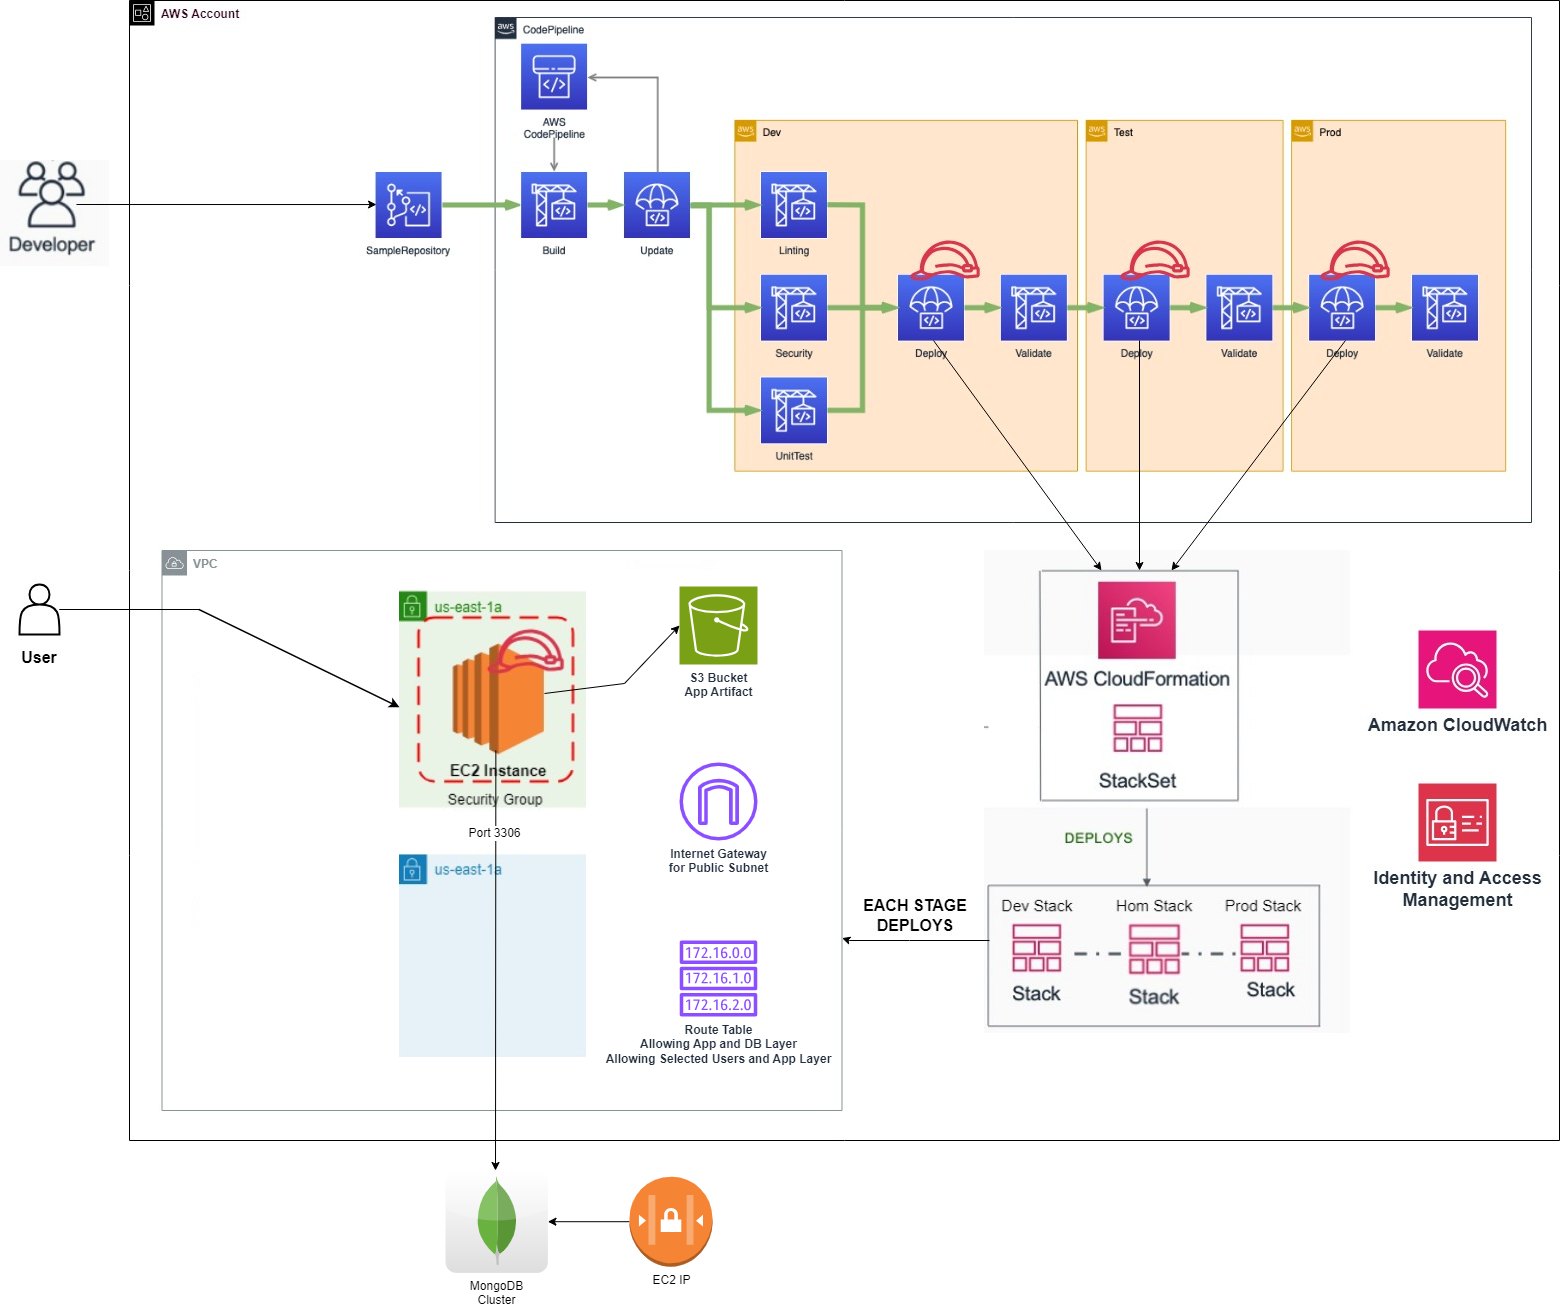 AWS Account
aws
CodePipeline
AWS
CodePipeline
aws
Dev
aws
Test
aws
Prod
Developer
SampleRepository
Build
Update
Linting
Security
Deploy
Validate
Deploy
Validate
Deploy
Validate
UnitTest
VPC
User
us-east-1a
EC2 Instance
Security Group
Port 3306
us-east-1a
S3 Bucket
App Artifact
Internet Gateway
for Public Subnet
172.16.0.0
172.16.1.0
172.16.2.0
Route Table
Allowing App and DB Layer
Allowing Selected Users and App Layer
AWS CloudFormation
StackSet
DEPLOYS
EACH STAGE
DEPLOYS
Dev Stack
Hom Stack
Prod Stack
Stack
Stack
Stack
Amazon CloudWatch
Identity and Access
Management
MongoDB
Cluster
EC2 IP